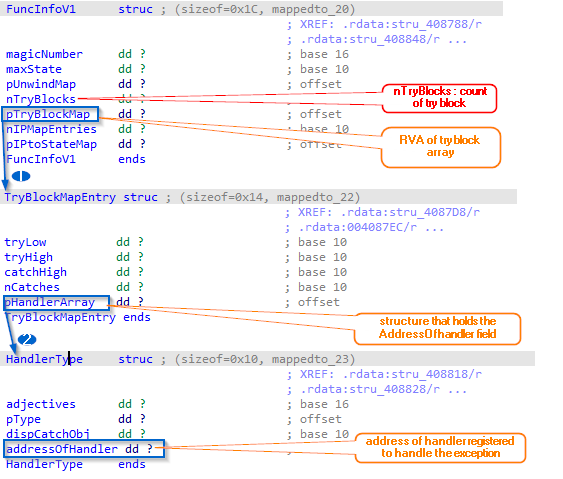 FuncInfoV1 struc ; (sizeof=0x1C, mappedto_20)
; XREF: .rdata:stru_408788/r
; .rdata:stru_408848/r ...
magicNumber dd ? ; base 16
maxState dd ? ; base 10
pUnwindMap dd ? ; offset
nTryBlocks dd ? ; base 10
nTryBlocks : count
of try block
pTryBlockMap dd ? ; offset
nIPMapEntries dd ? ; base 10
pIPtoStateMap dd ? ; offset
RVA of try block
array
FuncInfoV1 ends
1
TryBlockMapEntry struc ; (sizeof=0x14, mappedto_22)
; XREF: .rdata:stru_4087D8/r
; .rdata:004087EC/r ...
tryLow dd ? ; base 10
tryHigh dd ? ; base 10
catchHigh dd ? ; base 10
nCatches dd ? ; base 10
pHandlerArray dd ? ; offset
TryBlockMapEntry ends
structure that holds the
AddressOfhandler field
2
HandlerType struc ; (sizeof=0x10, mappedto_23)
; XREF: .rdata:stru_408818/r
; .rdata:stru_408828/r ...
adjectives dd ? ; base 16
pType dd ? ; offset
dispCatchObj dd ? ; base 10
addressOfHandler dd ?
address of handler registered
to handle the exception
HandlerType ends